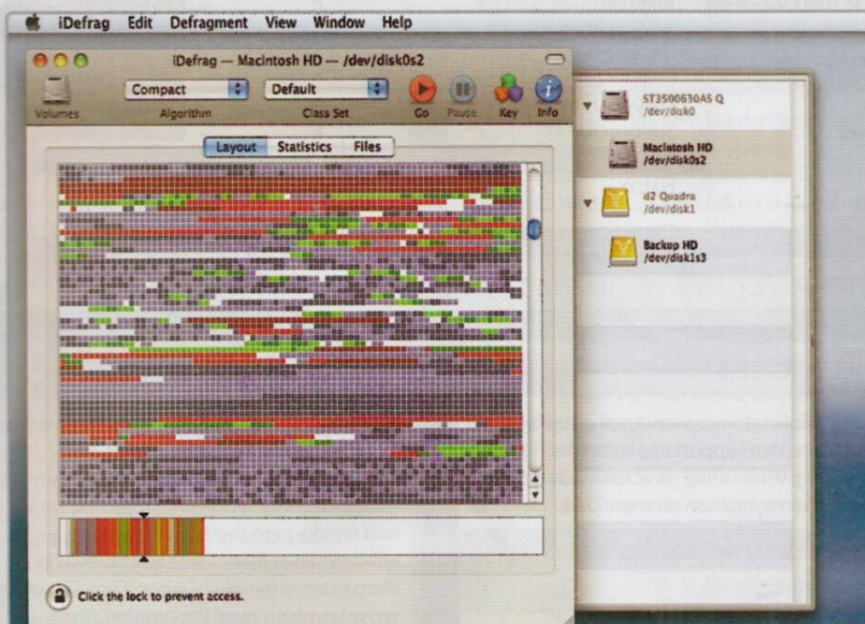 iDefrag Edit Defragment View Window Help
iDefrag — Macintosh HD — /dev/disk0s2
Compact Default
Volumes Algorithm Class Set Go Pause Key Info
Layout Statistics Files
Click the lock to prevent access.
ST3500630AS Q
/dev/disk0
Macintosh HD
/dev/disk0s2
d2 Quadra
/dev/disk1
Backup HD
/dev/disk1s3